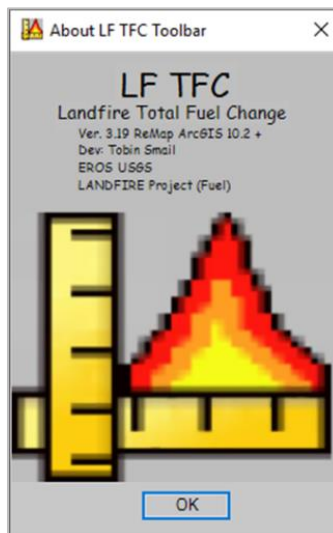 About LF TFC Toolbar
LF TFC
Landfire Total Fuel Change
Ver. 3.19 ReMap ArcGIS 10.2 +
Dev: Tobin Smail
EROS USGS
LANDFIRE Project (Fuel)
OK